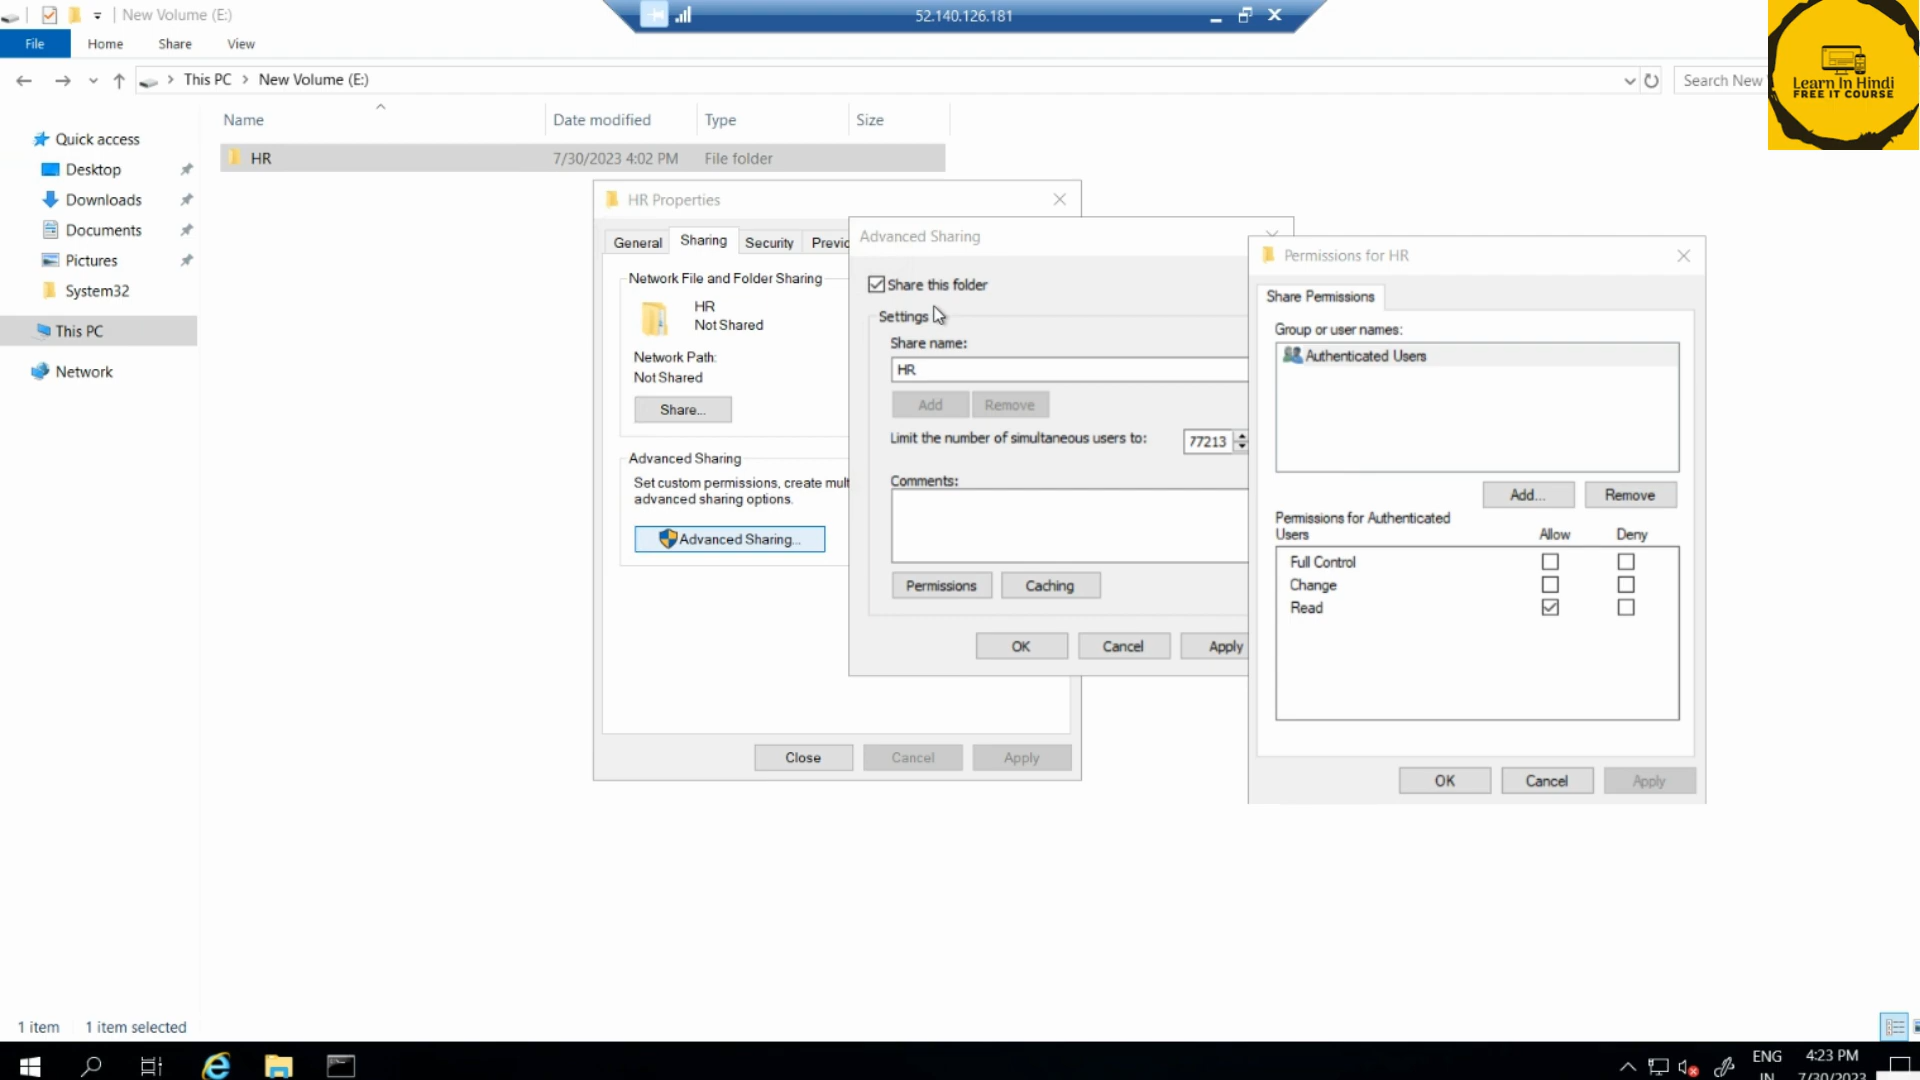 New Volume (E:)
52.140.126.181
File
Home
Share
View
This PC
New Volume (E:)
Search New
Learn In Hindi
FREE IT COURSE
Name
Date modified
Type
Size
HR
7/30/2023 4:02 PM
File folder
Quick access
Desktop
Downloads
Documents
Pictures
System32
This PC
Network
HR Properties
General
Sharing
Security
Network File and Folder Sharing
HR
Not Shared
Network Path:
Not Shared
Share...
Advanced Sharing
Set custom permissions, create mult
advanced sharing options.
Advanced Sharing...
Close
Cancel
Apply
Advanced Sharing
Share this folder
Settings
Share name:
HR
Add
Remove
Limit the number of simultaneous users to:
77213
Comments:
Permissions
Caching
OK
Cancel
Apply
Permissions for HR
Share Permissions
Group or user names:
Authenticated Users
Add...
Remove
Permissions for Authenticated
Users
Allow
Deny
Full Control
Change
Read
OK
Cancel
Apply
1 item
1 item selected
ENG
IN
4:23 PM
7/30/2023